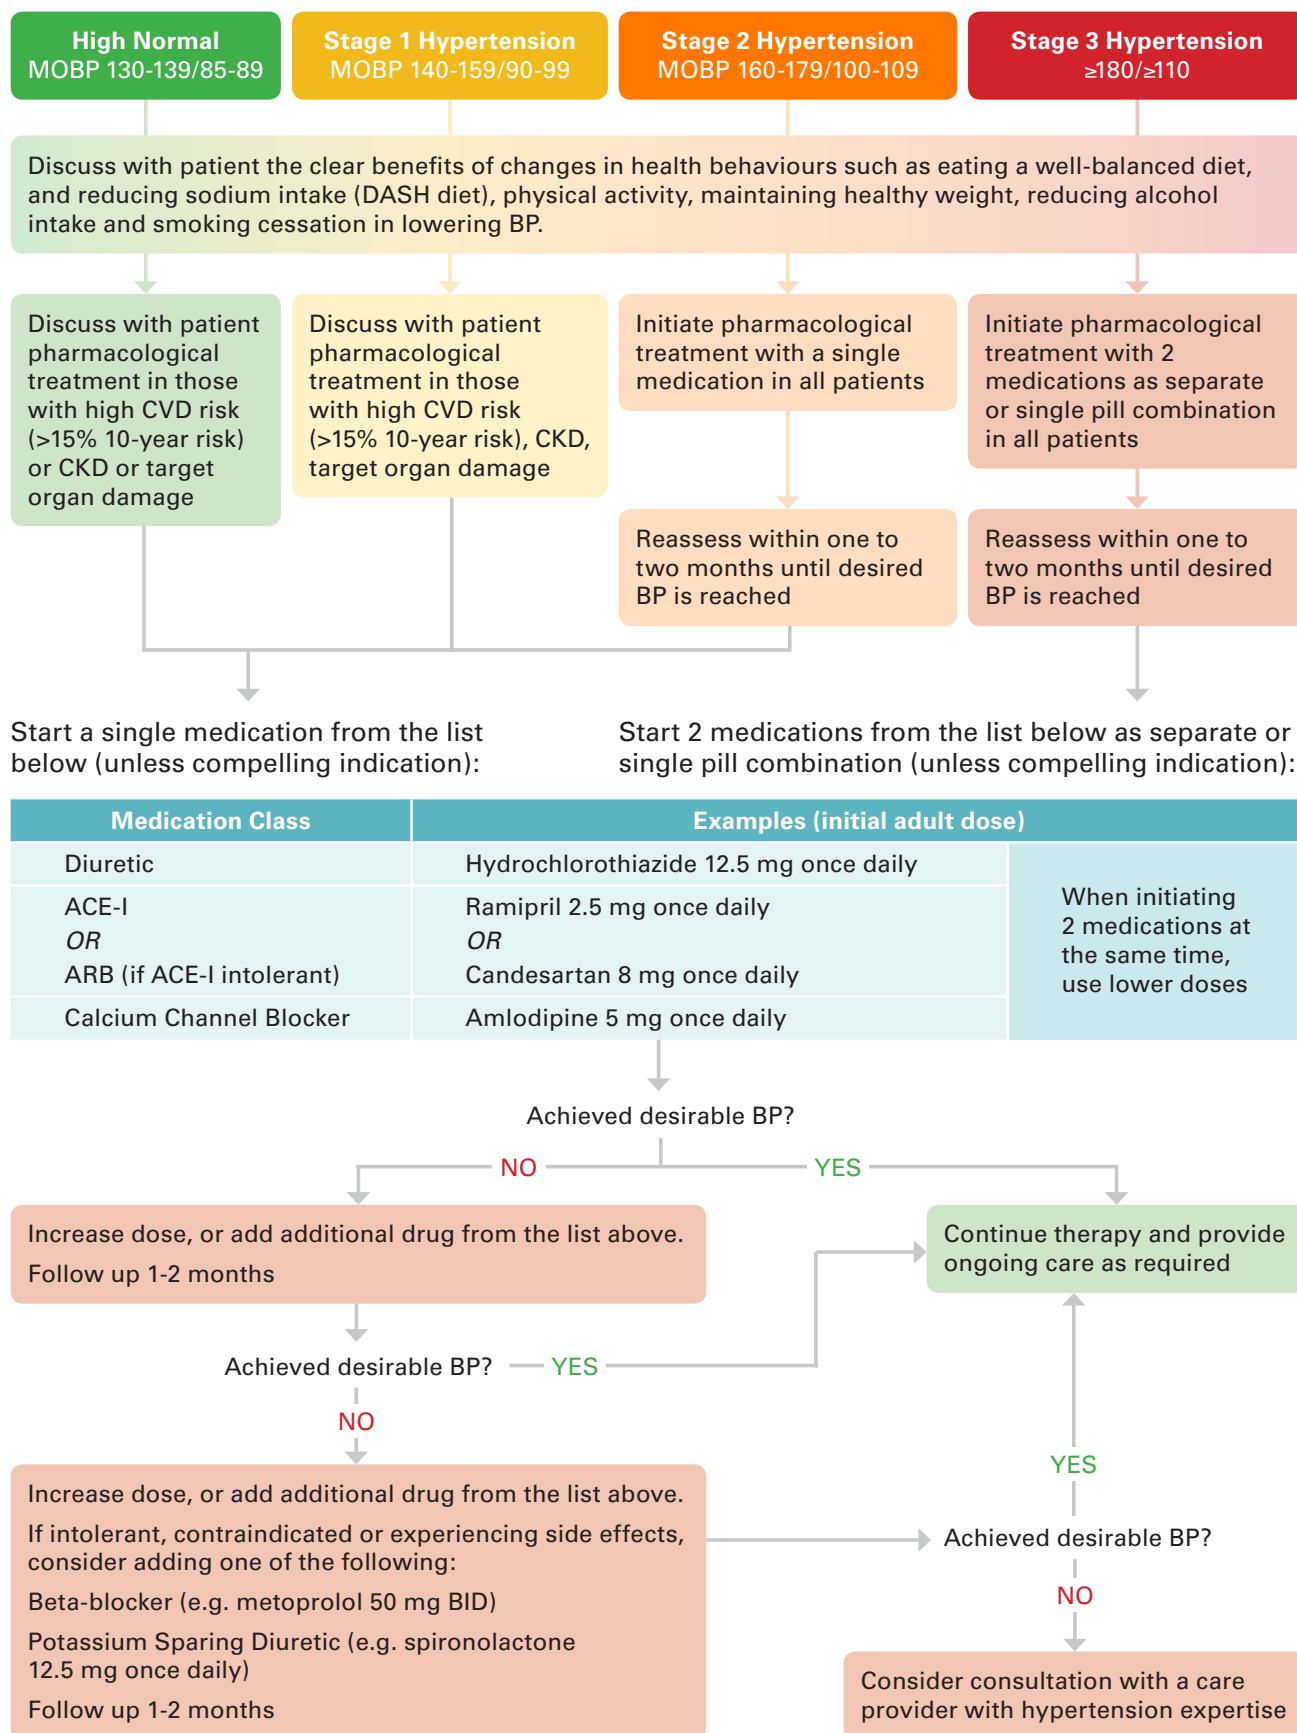 High Normal
MOBP 130-139/85-89
Stage 1 Hypertension
MOBP 140-159/90-99
Stage 2 Hypertension
MOBP 160-179/100-109
Stage 3 Hypertension
≥180/≥110
Discuss with patient the clear benefits of changes in health behaviours such as eating a well-balanced diet,
and reducing sodium intake (DASH diet), physical activity, maintaining healthy weight, reducing alcohol
intake and smoking cessation in lowering BP.
Discuss with patient
pharmacological
treatment in those
with high CVD risk
(>15% 10-year risk)
or CKD or target
organ damage
Discuss with patient
pharmacological
treatment in those
with high CVD risk
(>15% 10-year risk), CKD,
target organ damage
Initiate pharmacological
treatment with a single
medication in all patients
Initiate pharmacological
treatment with 2
medications as separate
or single pill combination
in all patients
Reassess within one to
two months until desired
BP is reached
Reassess within one to
two months until desired
BP is reached
Start a single medication from the list
below (unless compelling indication):
Start 2 medications from the list below as separate or
single pill combination (unless compelling indication):
Medication Class
Examples (initial adult dose)
Diuretic
Hydrochlorothiazide 12.5 mg once daily
ACE-I
OR
ARB (if ACE-I intolerant)
Ramipril 2.5 mg once daily
OR
Candesartan 8 mg once daily
Calcium Channel Blocker
Amlodipine 5 mg once daily
When initiating
2 medications at
the same time,
use lower doses
Achieved desirable BP?
NO
YES
Increase dose, or add additional drug from the list above.
Follow up 1-2 months
Continue therapy and provide
ongoing care as required
Achieved desirable BP?
YES
NO
Increase dose, or add additional drug from the list above.
If intolerant, contraindicated or experiencing side effects,
consider adding one of the following:
Beta-blocker (e.g. metoprolol 50 mg BID)
Potassium Sparing Diuretic (e.g. spironolactone
12.5 mg once daily)
Follow up 1-2 months
YES
Achieved desirable BP?
NO
Consider consultation with a care
provider with hypertension expertise